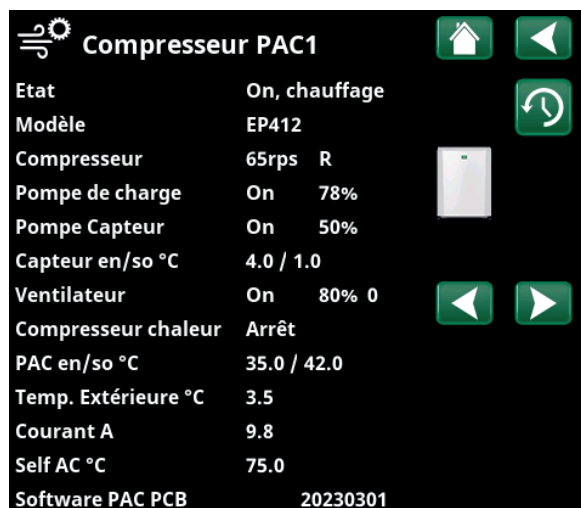 Compresseur PAC1
Etat On, chauffage
Modèle EP412
Compresseur 65rps R
Pompe de charge On 78%
Pompe Capteur On 50%
Capteur en/so °C 4.0 / 1.0
Ventilateur On 80% 0
Compresseur chaleur Arrêt
PAC en/so °C 35.0 / 42.0
Temp. Extérieure °C 3.5
Courant A 9.8
Self AC °C 75.0
Software PAC PCB 20230301